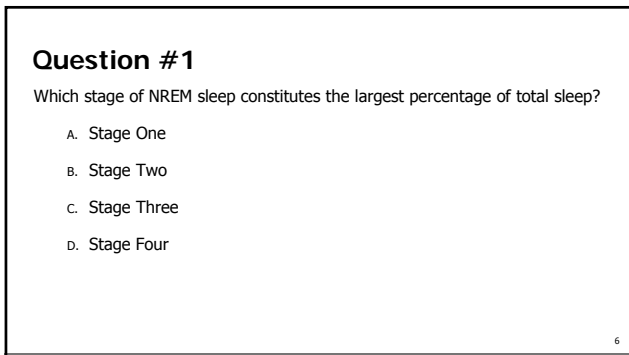 Question #1
Which stage of NREM sleep constitutes the largest percentage of total sleep?
A. Stage One
B. Stage Two
C. Stage Three
D. Stage Four
6